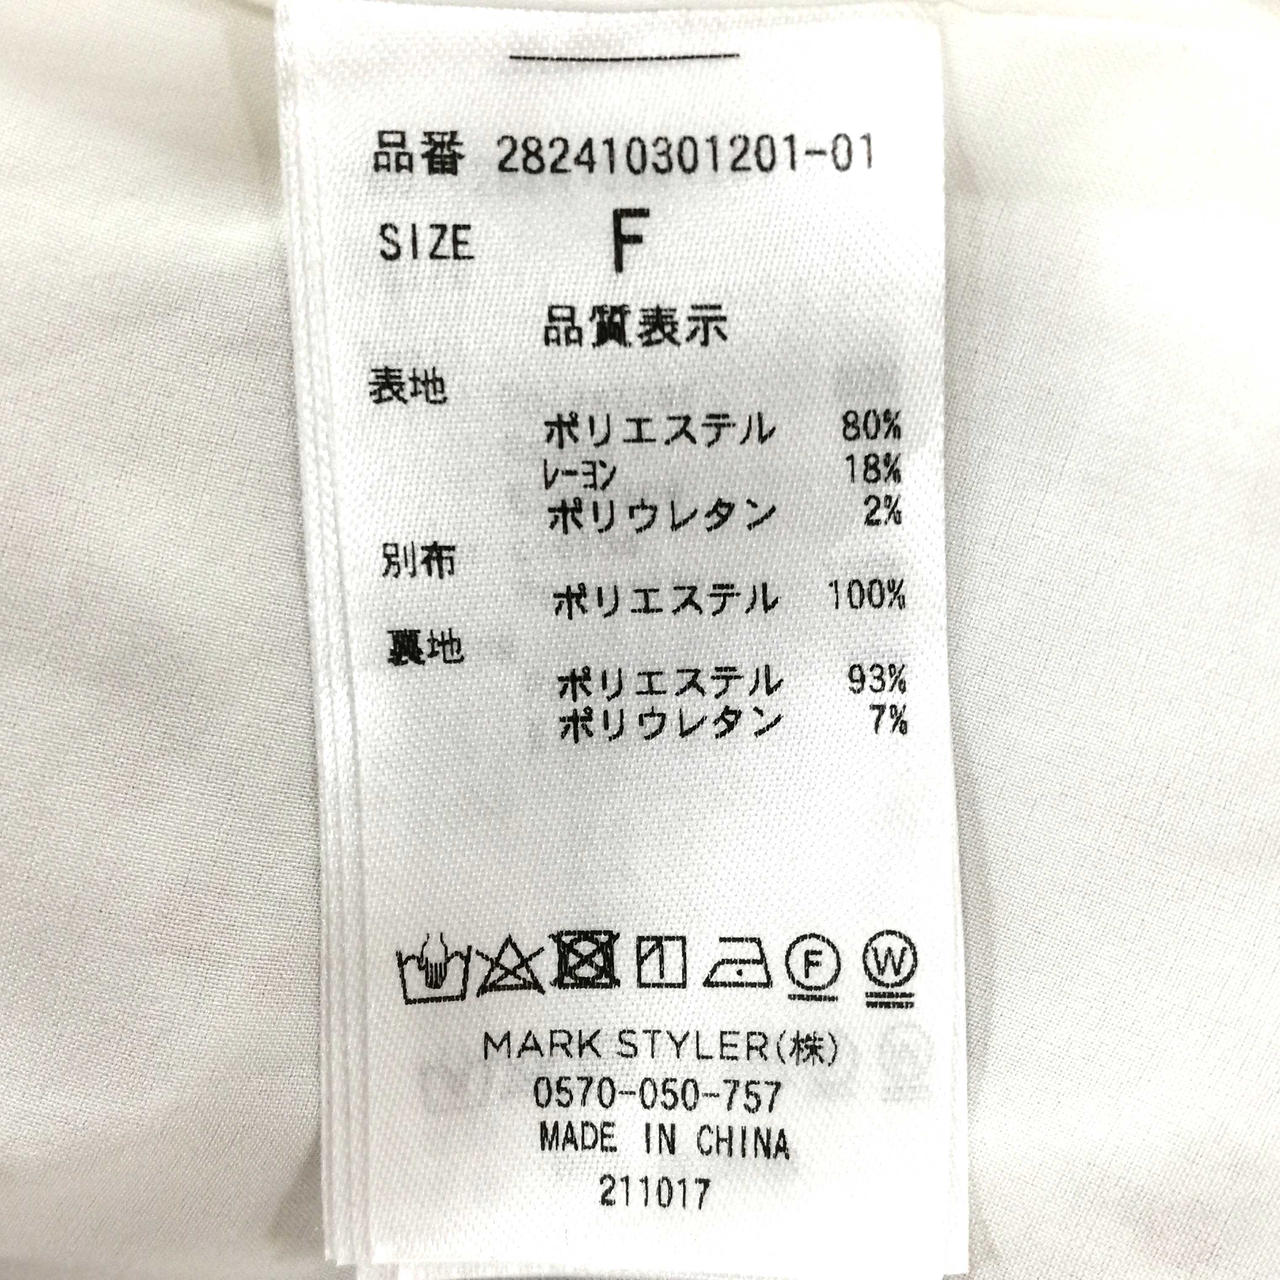 品番 282410301201-01
SIZE F
品質表示
表地
ポリエステル 80%
ﾚｰﾖﾝ 18%
ポリウレタン 2%
別布
ポリエステル 100%
裏地
ポリエステル 93%
ポリウレタン 7%
F W
MARK STYLER(株)
0570-050-757
MADE IN CHINA
211017